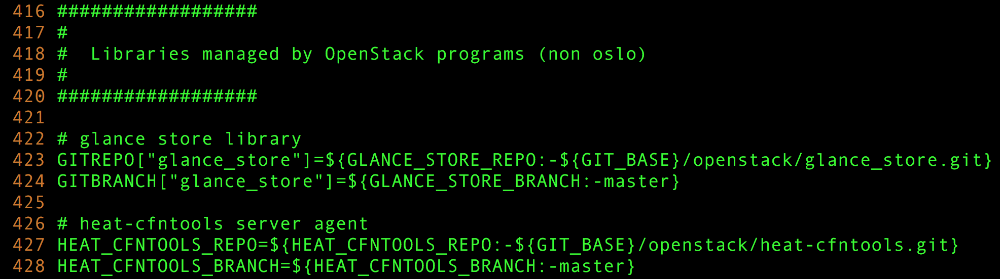 416 ##################
417 #
418 #  Libraries managed by OpenStack programs (non oslo)
419 #
420 ##################
421
422 # glance store library
423 GITREPO["glance_store"]=${GLANCE_STORE_REPO:-${GIT_BASE}/openstack/glance_store.git}
424 GITBRANCH["glance_store"]=${GLANCE_STORE_BRANCH:-master}
425
426 # heat-cfntools server agent
427 HEAT_CFNTOOLS_REPO=${HEAT_CFNTOOLS_REPO:-${GIT_BASE}/openstack/heat-cfntools.git}
428 HEAT_CFNTOOLS_BRANCH=${HEAT_CFNTOOLS_BRANCH:-master}